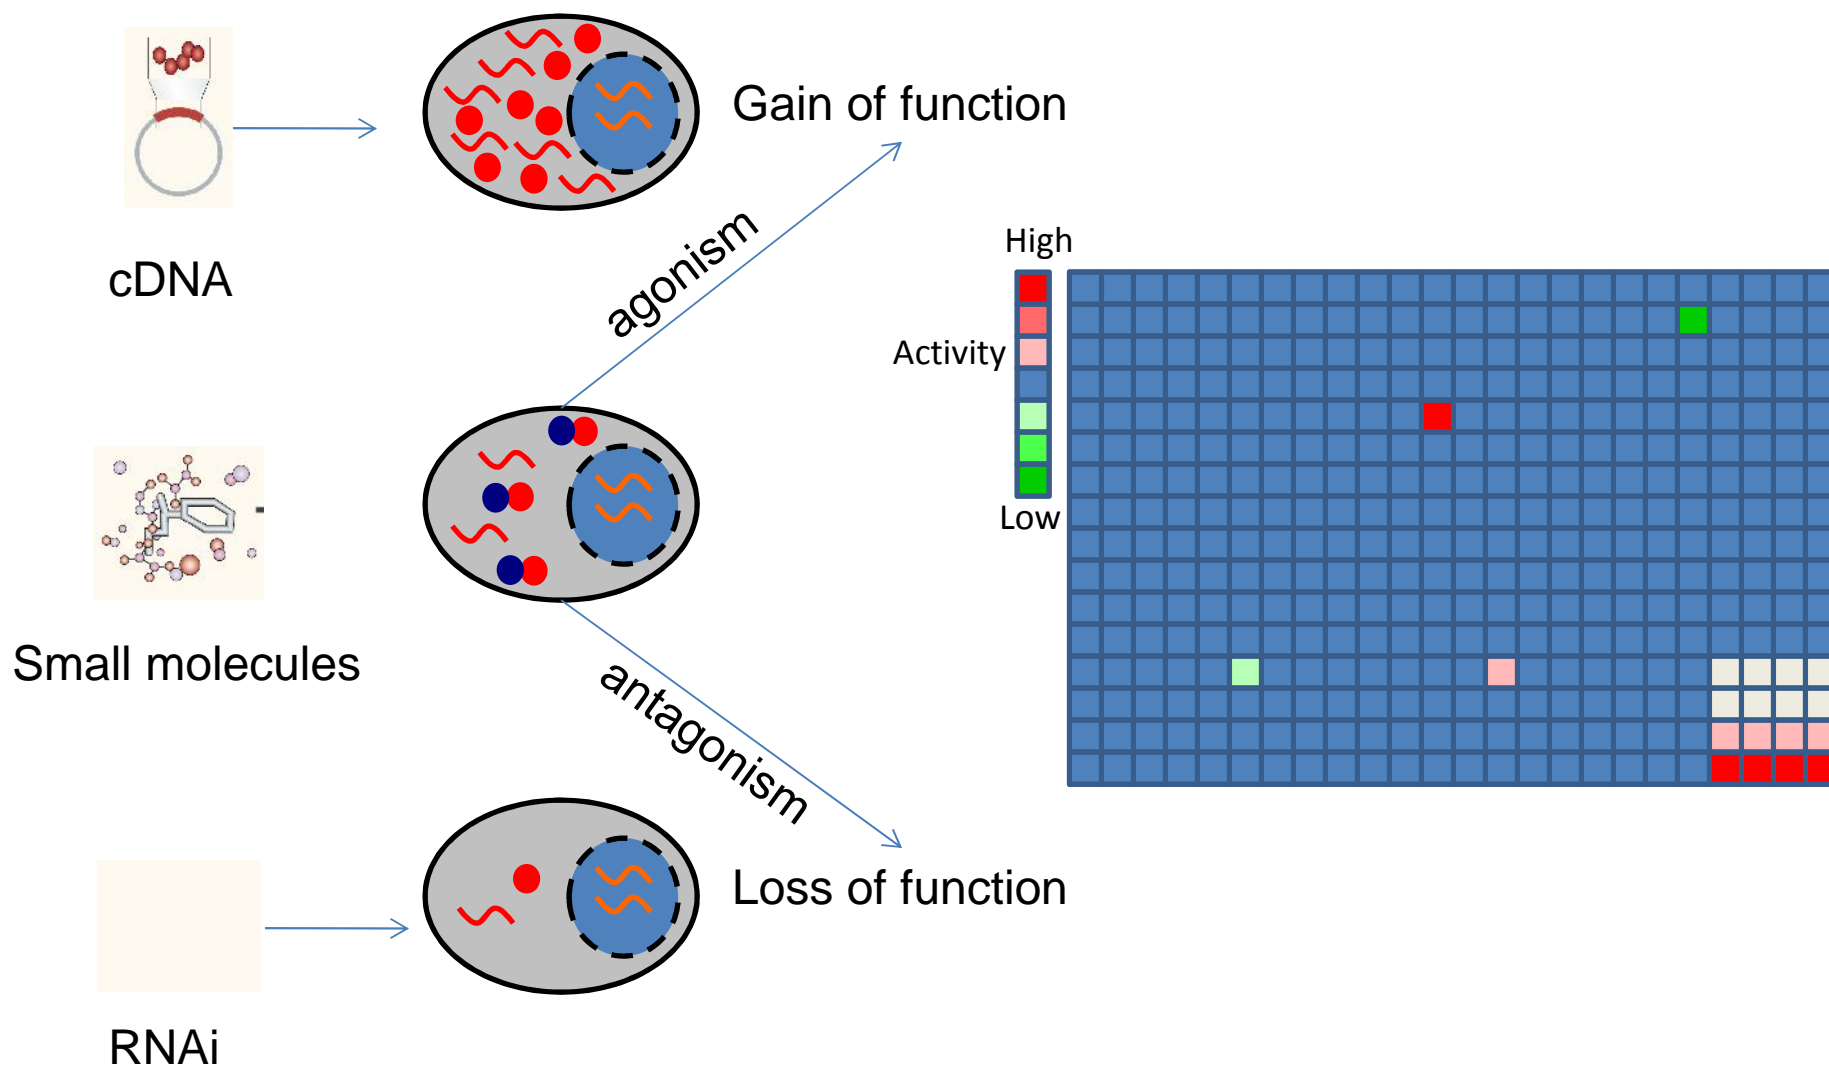 cDNA
Gain of function
agonism
High
Activity
Low
Small molecules
antagonism
Loss of function
RNAi